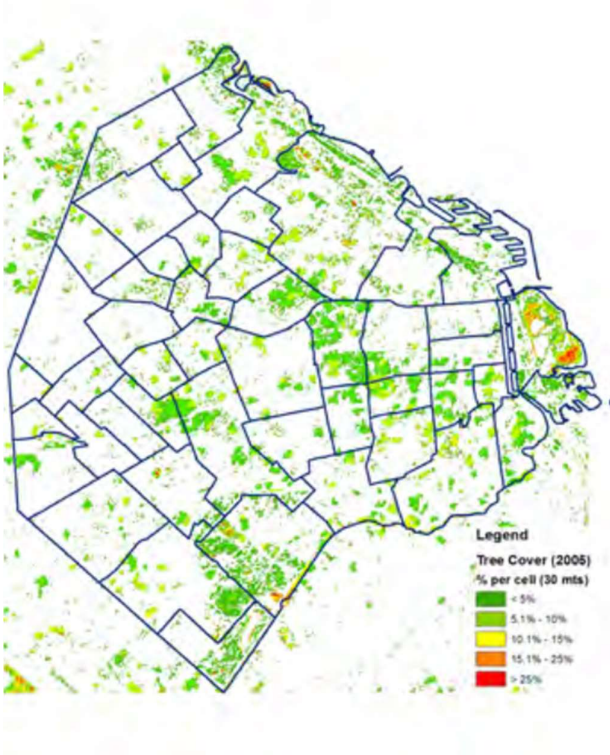 Legend
Tree Cover (2005)
% per cell (30 mts)
< 5%
5.1% - 10%
10.1% - 15%
15.1% - 25%
> 25%